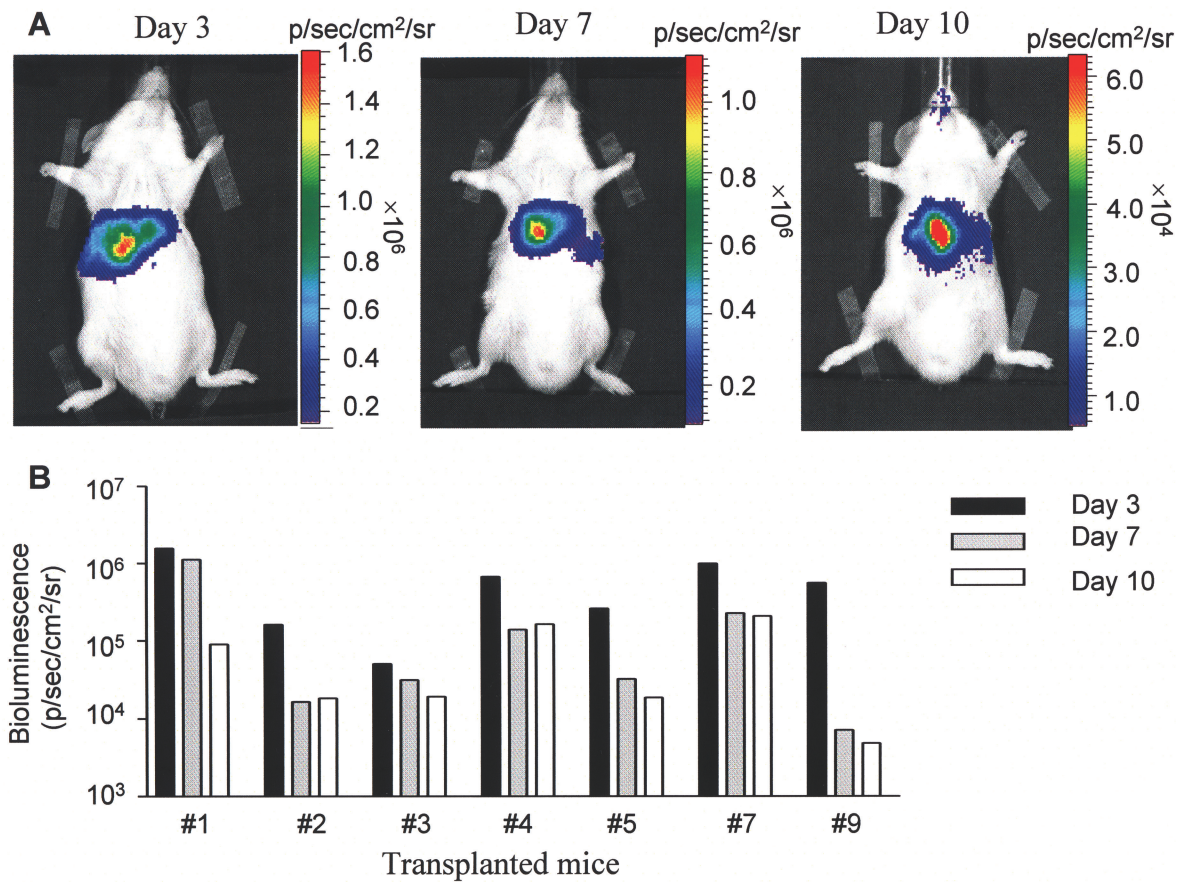 A
Day 3
p/sec/cm²/sr
1.6
1.4
1.2
1.0
0.8
0.6
0.4
0.2
×10⁶
Day 7
p/sec/cm²/sr
1.0
0.8
0.6
0.4
0.2
×10⁶
Day 10
p/sec/cm²/sr
6.0
5.0
4.0
3.0
2.0
1.0
×10⁴
B
Bioluminescence
(p/sec/cm²/sr)
10⁷
10⁶
10⁵
10⁴
10³
#1 #2 #3 #4 #5 #7 #9
Transplanted mice
Day 3
Day 7
Day 10